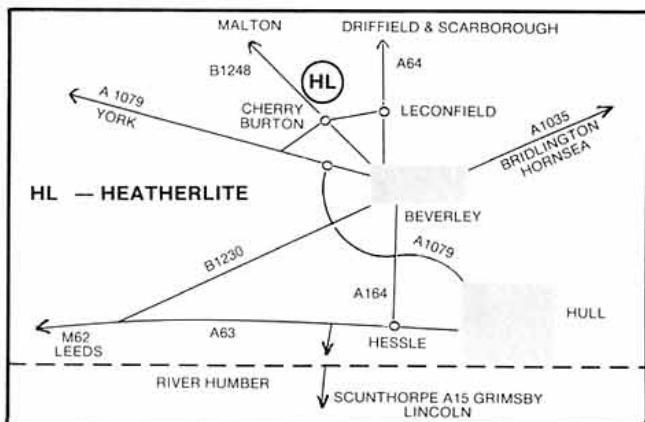 MALTON
DRIFFIELD & SCARBOROUGH
B1248
HL
A64
A 1079
YORK
CHERRY
BURTON
LECONFIELD
A1035
BRIDLINGTON
HORNSEA
HL — HEATHERLITE
BEVERLEY
B1230
A1079
A164
HULL
M62
LEEDS
A63
HESSLE
RIVER HUMBER
SCUNTHORPE A15 GRIMSBY
LINCOLN